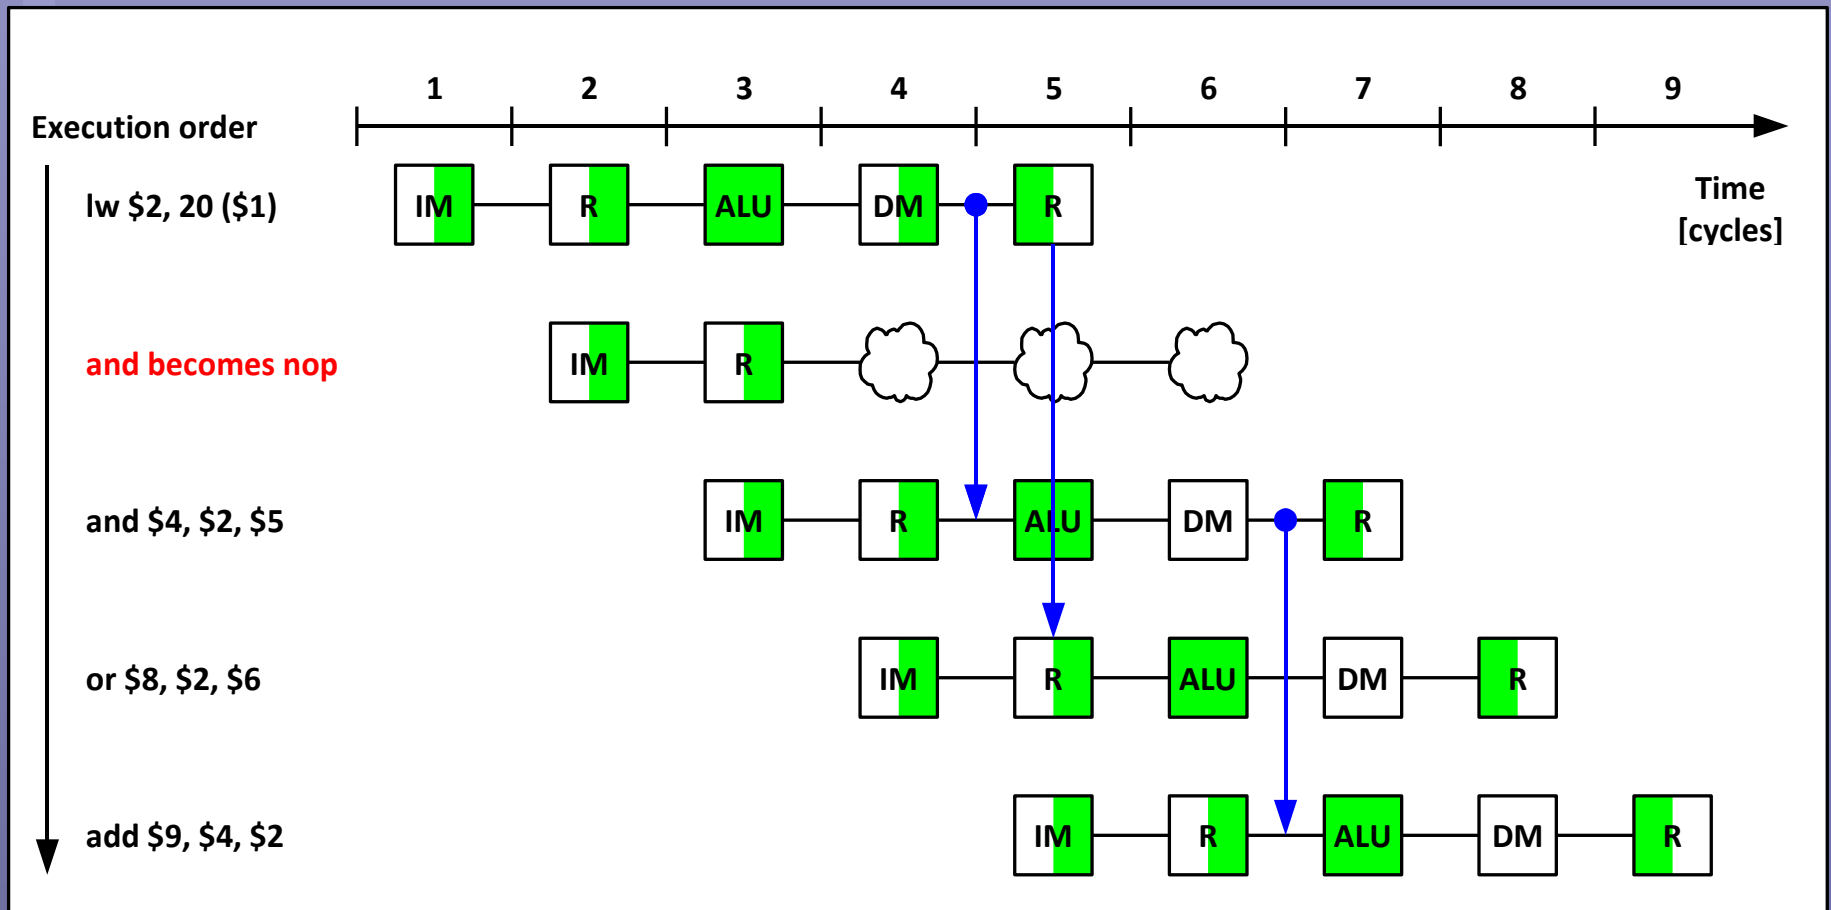 1 2 3 4 5 6 7 8 9
Execution order
Time
[cycles]
lw $2, 20 ($1) IM R ALU DM R
and becomes nop IM R
and $4, $2, $5 IM R ALU DM R
or $8, $2, $6 IM R ALU DM R
add $9, $4, $2 IM R ALU DM R